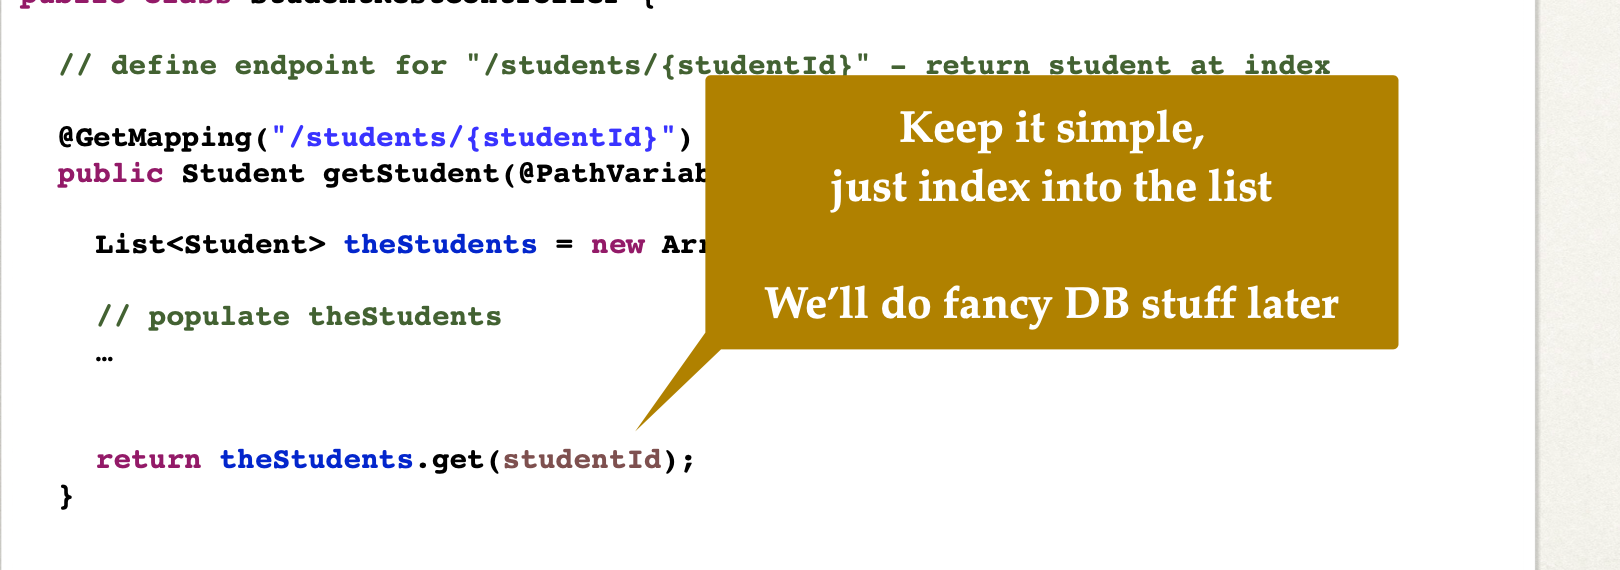 public class StudentRestController {
// define endpoint for "/students/{studentId}" - return student at index
@GetMapping("/students/{studentId}")
public Student getStudent(@PathVariab
List<Student> theStudents = new Arr
// populate theStudents
…
return theStudents.get(studentId);
}
Keep it simple,
just index into the list
We’ll do fancy DB stuff later